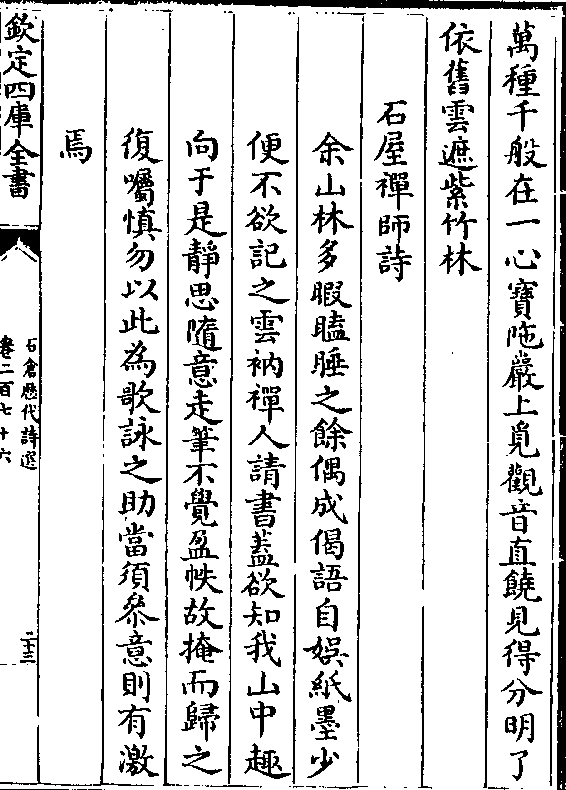 萬種千般在一心寶陁巖上覓觀音直饒見得分明了
依舊雲遮紫竹林
石屋禪師詩
余山林多暇瞌睡之餘偶成偈語自娯紙墨少
便不欲記之雲衲禪人請書蓋欲知我山中趣
向于是靜思隨意走筆不覺盈帙故掩而歸之
復囑慎勿以此為歌詠之助當須叅意則有激
焉
欽定四庫全書
石倉歷代詩選
卷二百七十六
二十三